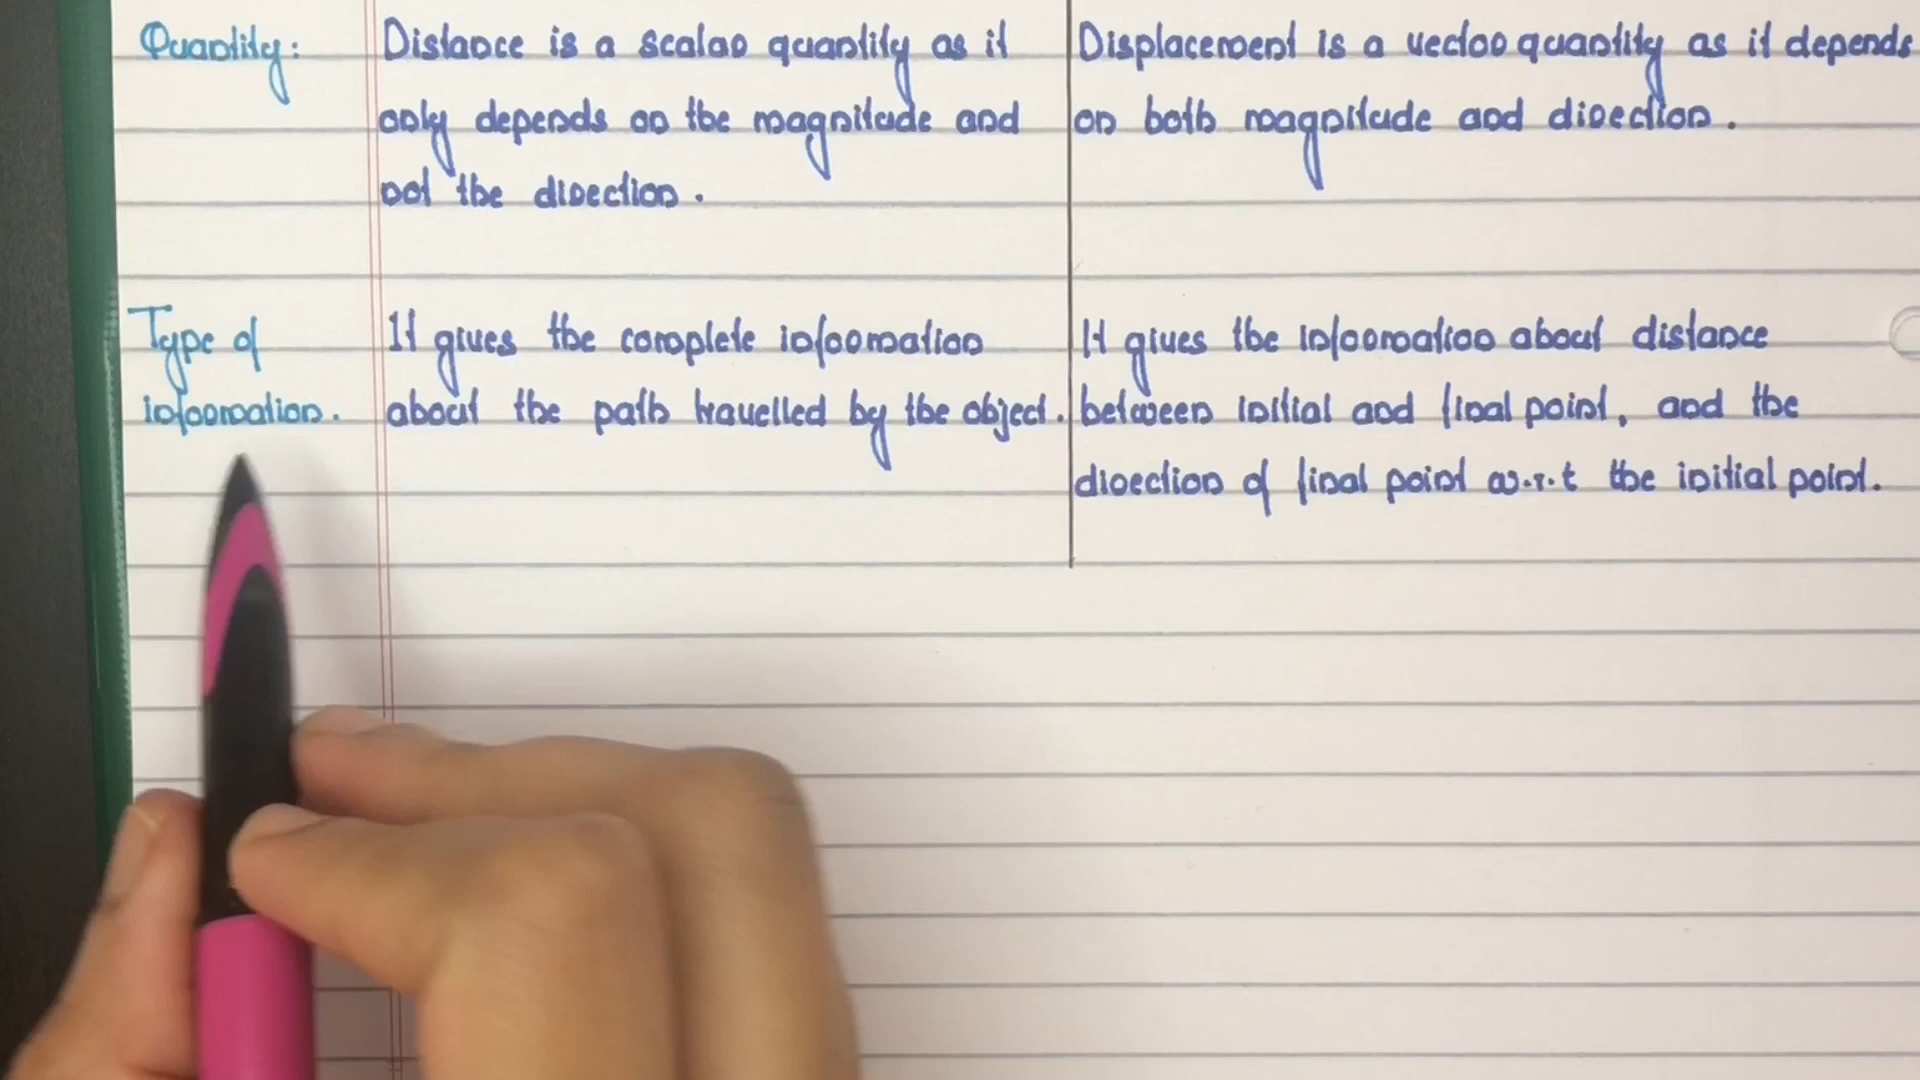 Quantity:
Distance is a scalar quantity as it
only depends on the magnitude and
not the direction.
Displacement is a vector quantity as it depends
on both magnitude and direction.
Type of
information.
It gives the complete information
about the path travelled by the object.
It gives the information about distance
between initial and final point, and the
direction of final point w.r.t the initial point.